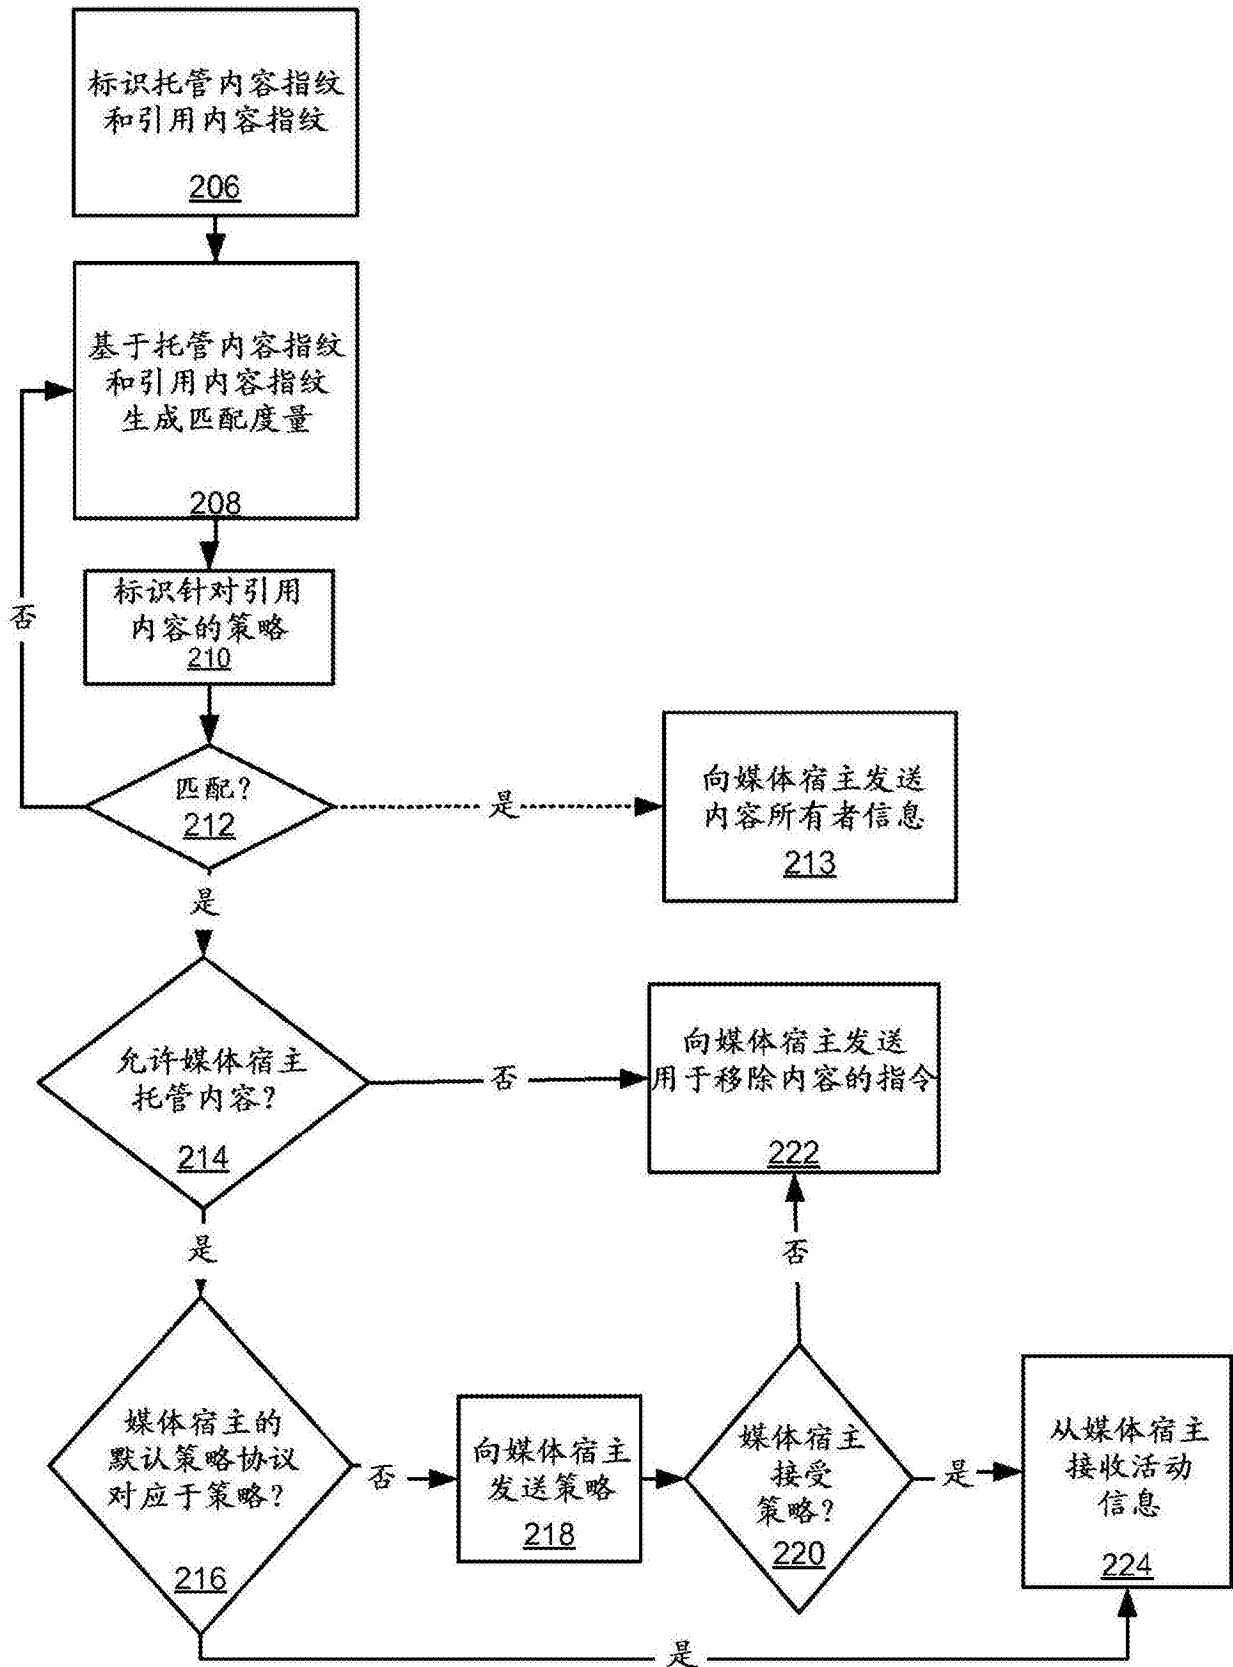 标识托管内容指纹
和引用内容指纹
206
基于托管内容指纹
和引用内容指纹
生成匹配度量
208
标识针对引用
内容的策略
210
否
匹配?
212
是
向媒体宿主发送
内容所有者信息
213
是
允许媒体宿主
托管内容?
214
否
向媒体宿主发送
用于移除内容的指令
222
是
否
媒体宿主的
默认策略协议
对应于策略?
216
否
向媒体宿主
发送策略
218
媒体宿主
接受
策略?
220
是
从媒体宿主
接收活动
信息
224
是